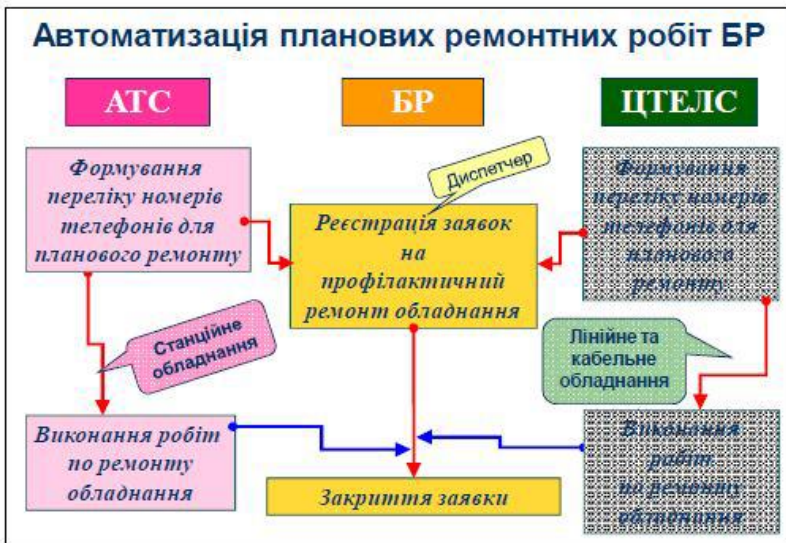 Автоматизація планових ремонтних робіт БР
АТС
БР
ЦТЕЛС
Формування
переліку номерів
телефонів для
планового ремонту
Диспетчер
Реєстрація заявок
на
профілактичний
ремонт обладнання
Формування
переліку номерів
телефонів для
планового
ремонту
Станційне
обладнання
Лінійне та
кабельне
обладнання
Виконання робіт
по ремонту
обладнання
Закриття заявки
Виконання
работ
по ремонту
обладнання